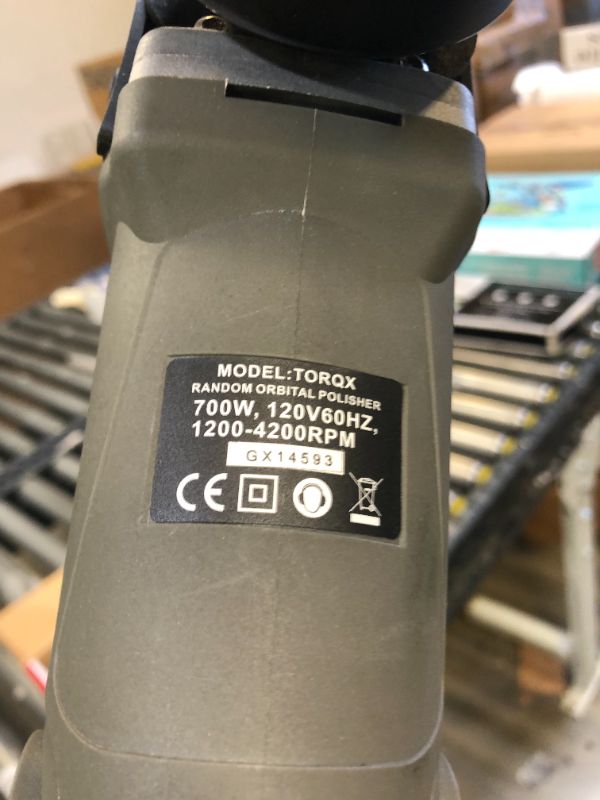 MODEL:TORQX
RANDOM ORBITAL POLISHER
700W, 120V60HZ,
1200-4200RPM
GX14593
CE